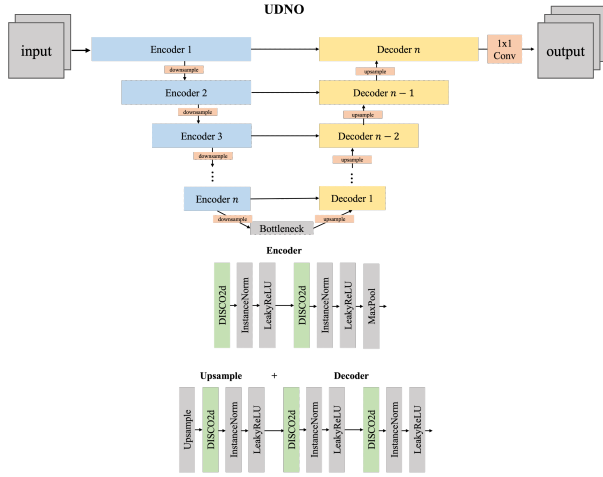 UDNO
input
Encoder 1
Decoder n
1x1
Conv
output
downsample
upsample
Encoder 2
Decoder n − 1
downsample
upsample
Encoder 3
Decoder n − 2
downsample
upsample
⋮
⋮
Encoder n
Decoder 1
downsample
upsample
Bottleneck
Encoder
DISCO2d
InstanceNorm
LeakyReLU
DISCO2d
InstanceNorm
LeakyReLU
MaxPool
Upsample + Decoder
Upsample
DISCO2d
InstanceNorm
LeakyReLU
DISCO2d
InstanceNorm
LeakyReLU
DISCO2d
InstanceNorm
LeakyReLU